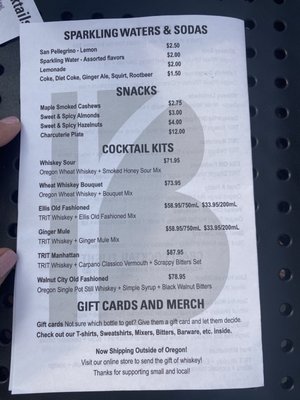 cktails
SPARKLING WATERS & SODAS
San Pellegrino - Lemon $2.50
Sparkling Water - Assorted flavors $2.00
Lemonade $2.00
Coke, Diet Coke, Ginger Ale, Squirt, Rootbeer $1.50
SNACKS
Maple Smoked Cashews $2.75
Sweet & Spicy Almonds $3.00
Sweet & Spicy Hazelnuts $4.00
Charcuterie Plate $12.00
COCKTAIL KITS
Whiskey Sour $71.95
Oregon Wheat Whiskey + Smoked Honey Sour Mix
Wheat Whiskey Bouquet $73.95
Oregon Wheat Whiskey + Bouquet Mix
Ellis Old Fashioned $58.95/750mL $33.95/200mL
TRIT Whiskey + Ellis Old Fashioned Mix
Ginger Mule $58.95/750mL $33.95/200mL
TRIT Whiskey + Ginger Mule Mix
TRIT Manhattan $87.95
TRIT Whiskey + Carpano Classico Vermouth + Scrappy Bitters Set
Walnut City Old Fashioned $78.95
Oregon Single Pot Still Whiskey + Simple Syrup + Black Walnut Bitters
GIFT CARDS AND MERCH
Gift cards Not sure which bottle to get? Give them a gift card and let them decide.
Check out our T-shirts, Sweatshirts, Mixers, Bitters, Barware, etc. inside.
Now Shipping Outside of Oregon!
Visit our online store to send the gift of whiskey!
Thanks for supporting small and local!